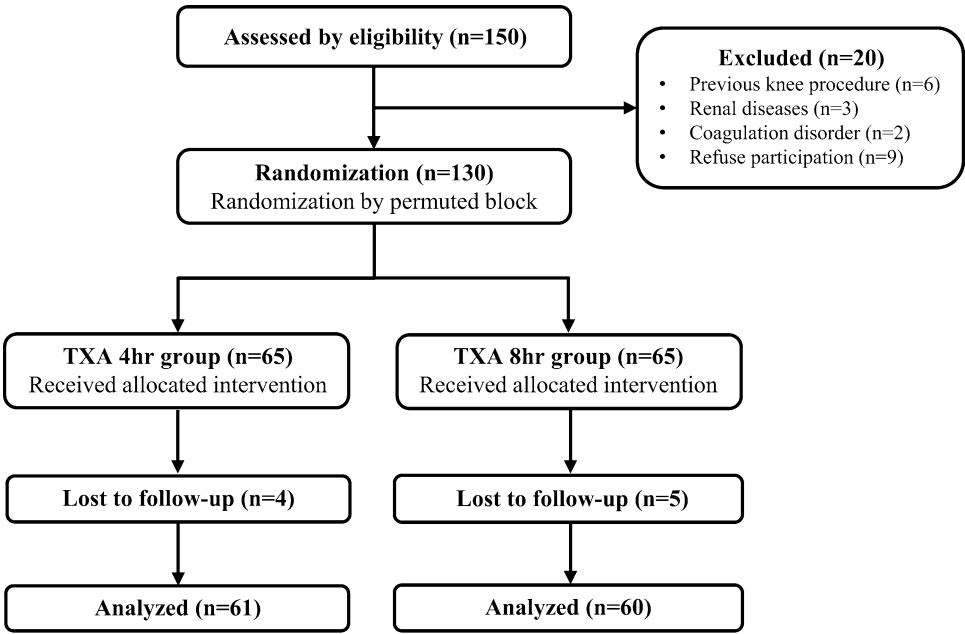 Assessed by eligibility (n=150)
Excluded (n=20)
• Previous knee procedure (n=6)
• Renal diseases (n=3)
• Coagulation disorder (n=2)
• Refuse participation (n=9)
Randomization (n=130)
Randomization by permuted block
TXA 4hr group (n=65)
Received allocated intervention
TXA 8hr group (n=65)
Received allocated intervention
Lost to follow-up (n=4)
Lost to follow-up (n=5)
Analyzed (n=61)
Analyzed (n=60)